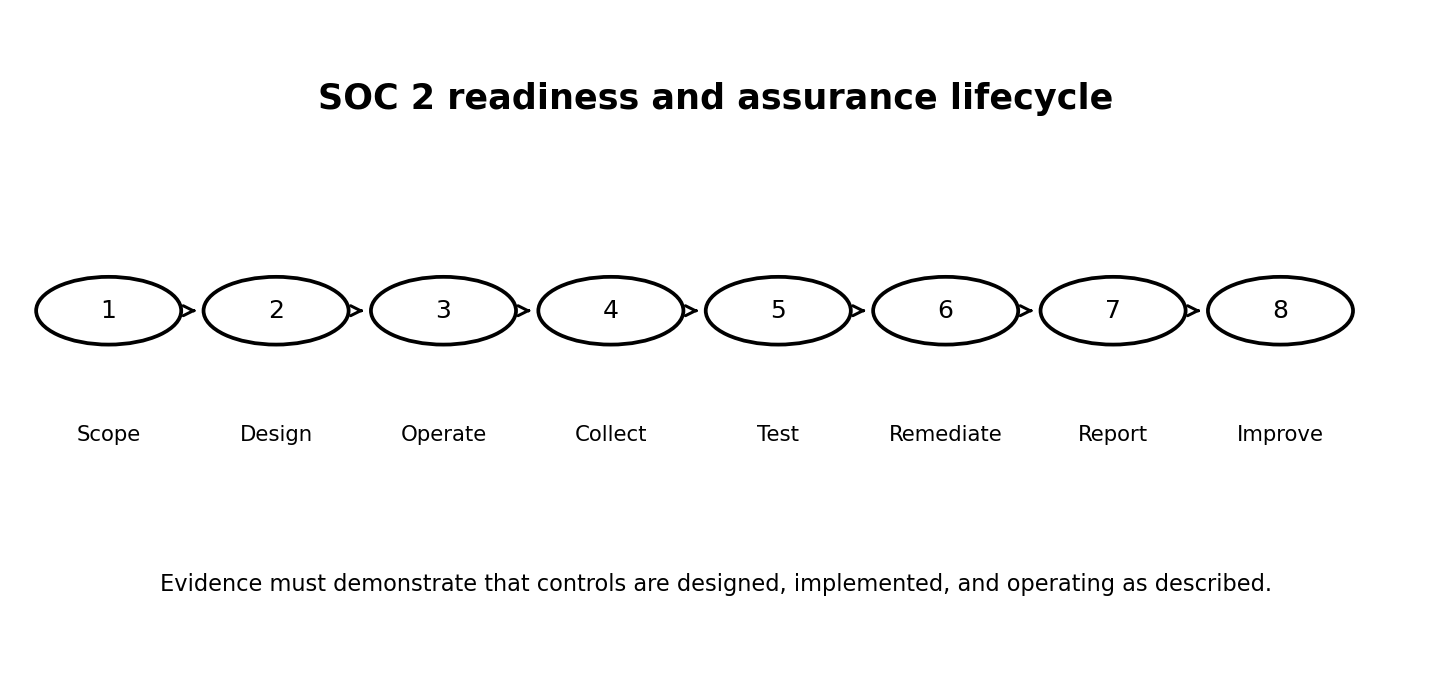 SOC 2 readiness and assurance lifecycle
1 2 3 4 5 6 7 8
Scope Design Operate Collect Test Remediate Report Improve
Evidence must demonstrate that controls are designed, implemented, and operating as described.